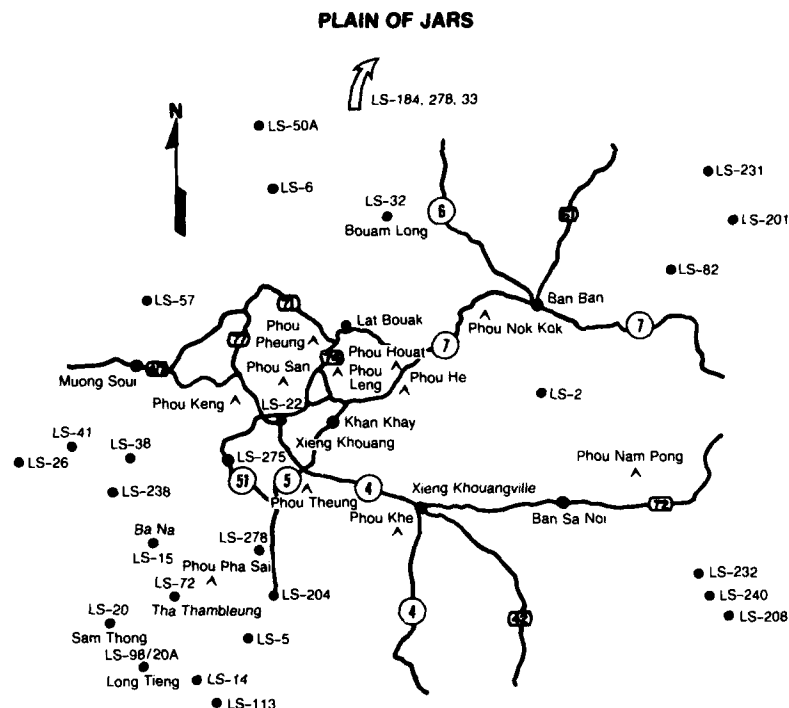 PLAIN OF JARS
LS-184, 278, 33
N
LS-50A
LS-231
LS-6
LS-32
6
61
LS-201
Bouam Long
LS-82
LS-57
71
Ban Ban
Lat Bouak
7
Phou
Pheung
77
Phou Nok Kok
7
Phou Houat
Phou San
Phou
Leng
Phou He
Muong Soui
LS-2
Phou Keng
LS-22
Khan Khay
LS-41
Xieng Khouang
LS-38
LS-26
LS-275
Phou Nam Pong
51
5
4
Xieng Khouangville
LS-238
Phou Theung
72
Ban Sa Noi
Phou Khe
Ba Na
LS-278
LS-15
Phou Pha Sai
LS-232
LS-72
LS-204
LS-240
Tha Thambleung
LS-20
4
42
LS-208
Sam Thong
LS-5
LS-98/20A
Long Tieng
LS-14
LS-113